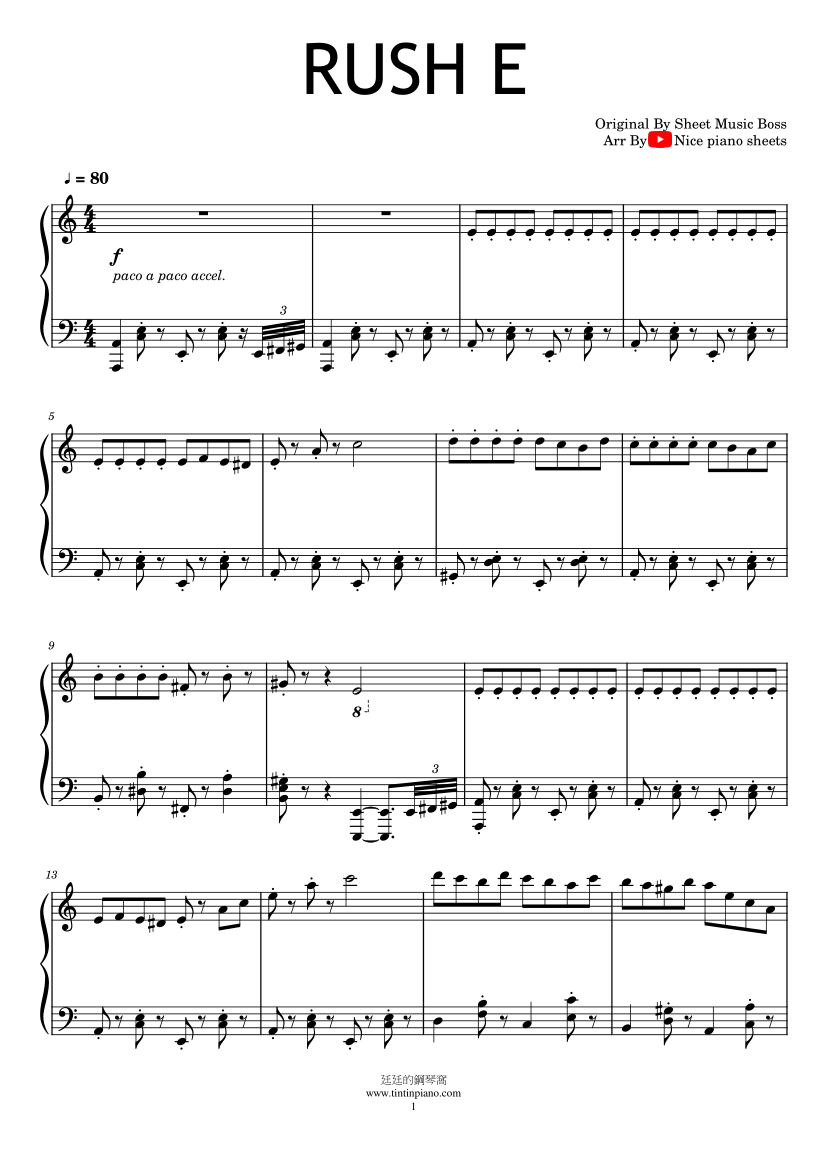 RUSH E
Original By Sheet Music Boss
Arr By Nice piano sheets
♩ = 80
f
paco a paco accel.
3
5
9
8
3
13
廷廷的鋼琴窩
www.tintinpiano.com
1